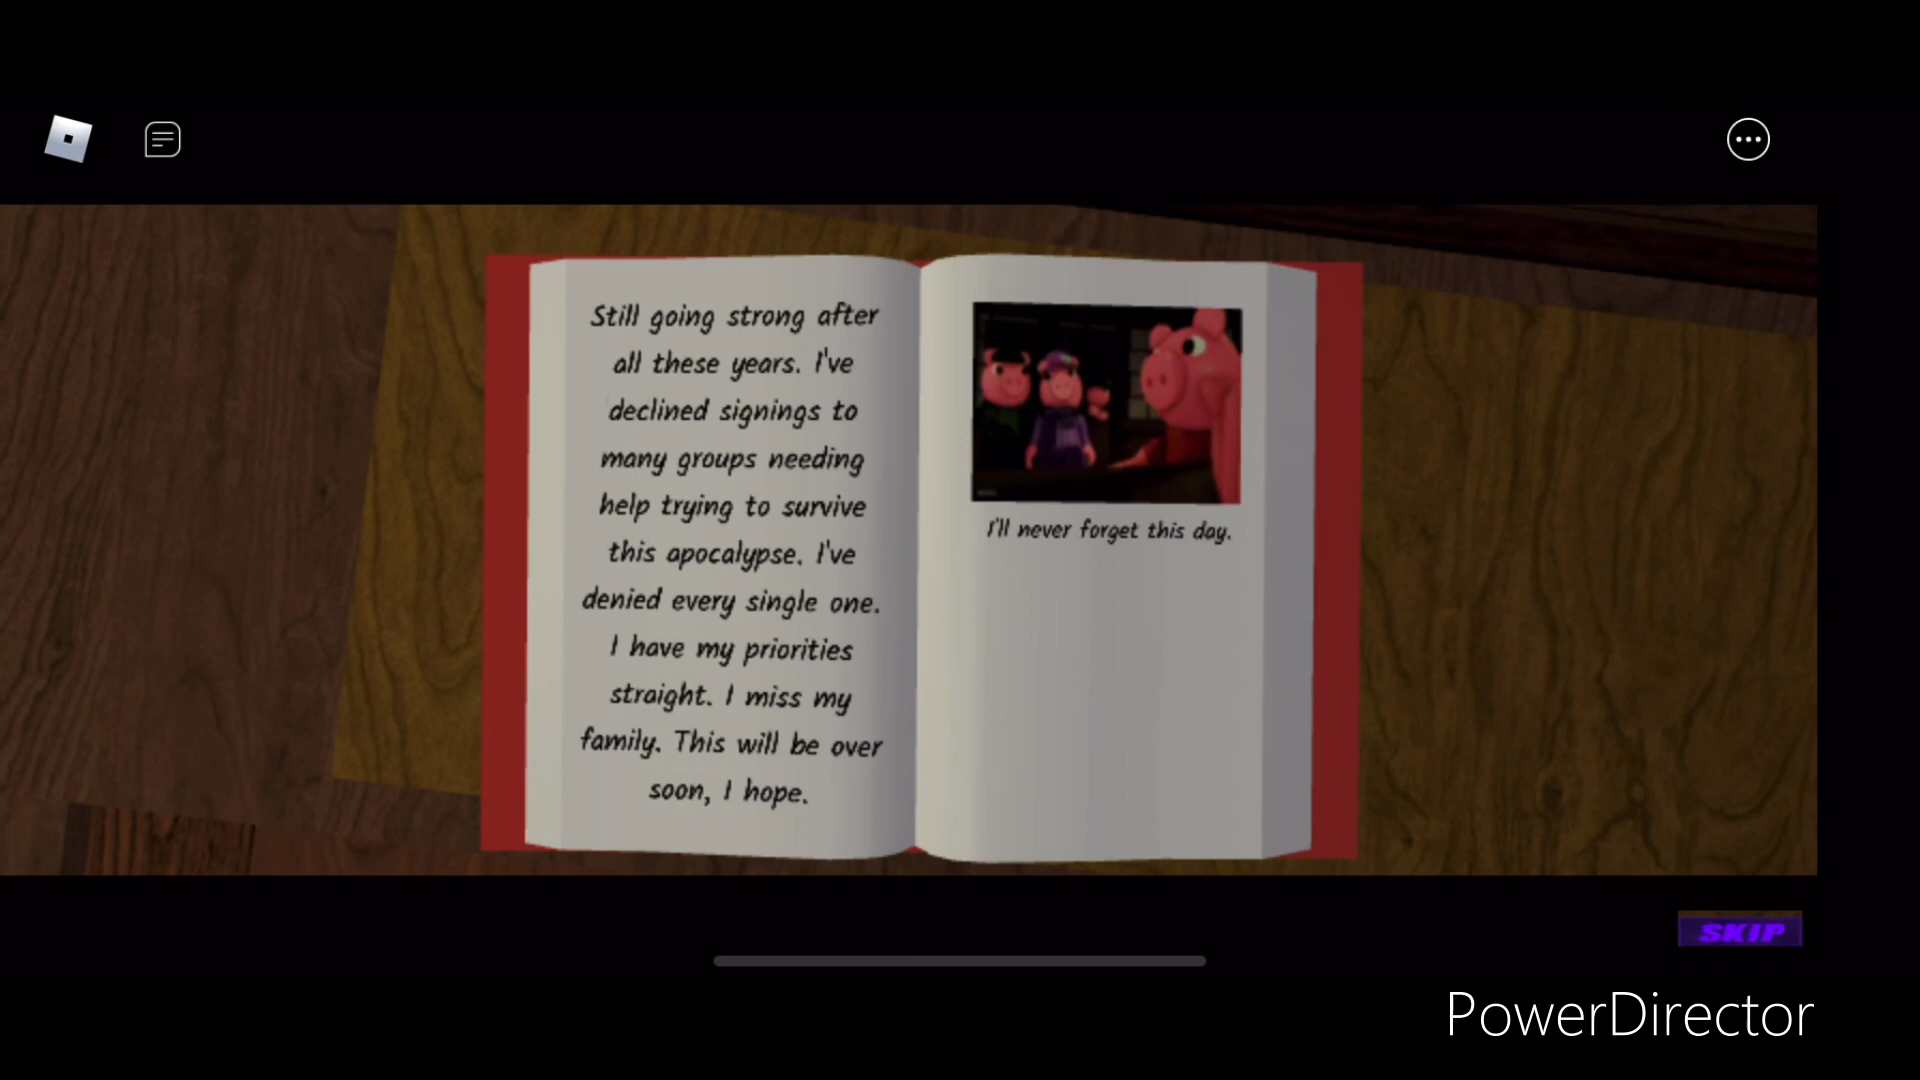 Still going strong after
all these years. I've
declined signings to
many groups needing
help trying to survive
this apocalypse. I've
denied every single one.
I have my priorities
straight. I miss my
family. This will be over
soon, I hope.
I'll never forget this day.
SKIP
PowerDirector